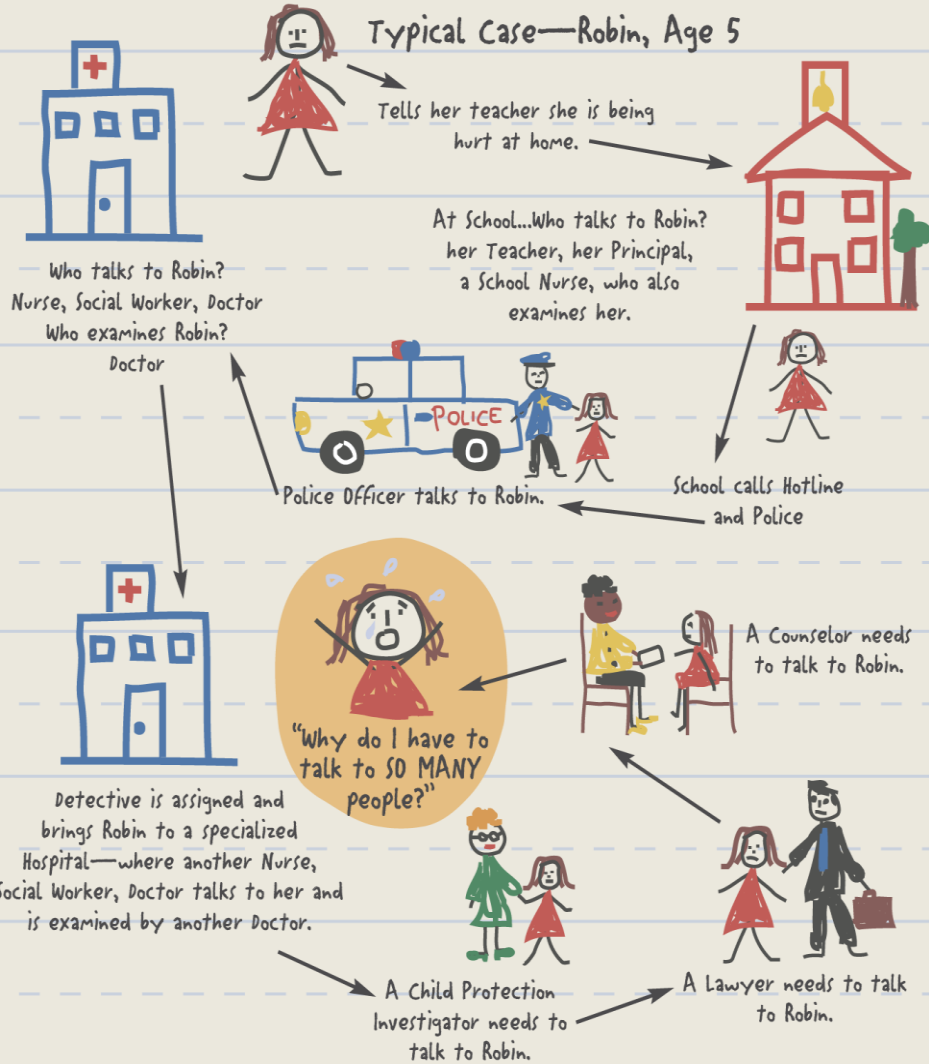 Typical Case—Robin, Age 5
Tells her teacher she is being
hurt at home.
At School...Who talks to Robin?
her Teacher, her Principal,
a School Nurse, who also
examines her.
School calls Hotline
and Police
POLICE
Police Officer talks to Robin.
Who talks to Robin?
Nurse, Social Worker, Doctor
Who examines Robin?
Doctor
Detective is assigned and
brings Robin to a specialized
Hospital—where another Nurse,
Social Worker, Doctor talks to her and
is examined by another Doctor.
A Child Protection
Investigator needs to
talk to Robin.
A Lawyer needs to talk
to Robin.
A Counselor needs
to talk to Robin.
"Why do I have to
talk to SO MANY
people?"